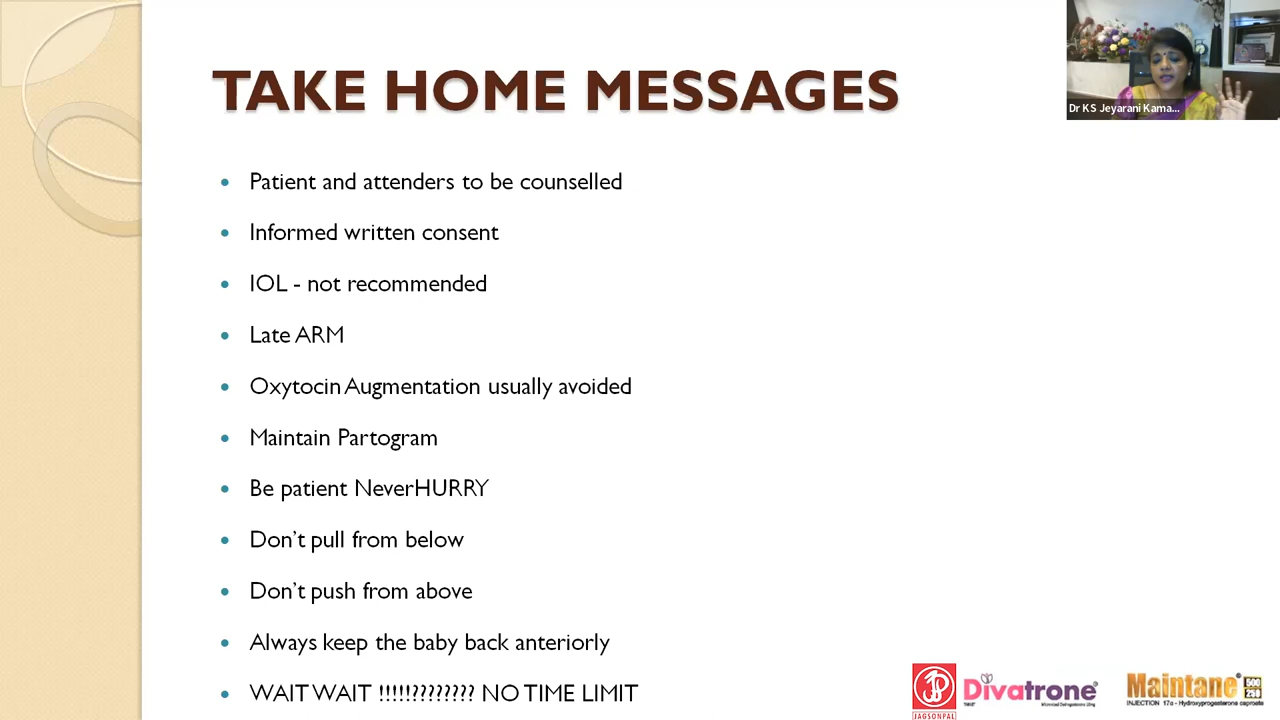 TAKE HOME MESSAGES
Dr KS Jeyarani Kama...
• Patient and attenders to be counselled
• Informed written consent
• IOL - not recommended
• Late ARM
• Oxytocin Augmentation usually avoided
• Maintain Partogram
• Be patient NeverHURRY
• Don't pull from below
• Don't push from above
• Always keep the baby back anteriorly
• WAIT WAIT !!!!!???????? NO TIME LIMIT
JAGSONPAL
Divatrone®
Maintane® 500 250
INJECTION 17α - Hydroxyprogesterone caproate